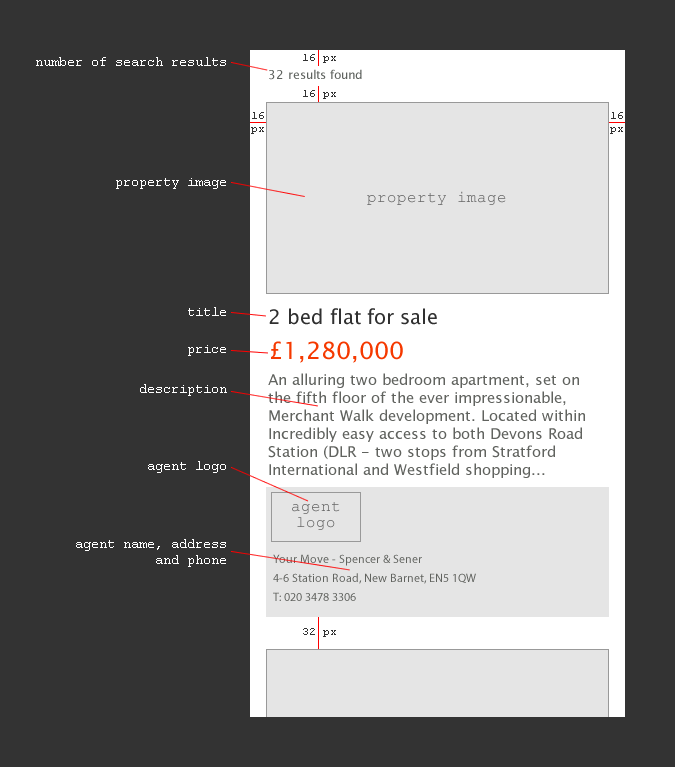 number of search results
16 px
32 results found
16 px
16
px
16
px
property image
property image
title
2 bed flat for sale
price
£1,280,000
description
An alluring two bedroom apartment, set on
the fifth floor of the ever impressionable,
Merchant Walk development. Located within
Incredibly easy access to both Devons Road
Station (DLR – two stops from Stratford
International and Westfield shopping...
agent logo
agent
logo
agent name, address
and phone
Your Move - Spencer & Sener
4-6 Station Road, New Barnet, EN5 1QW
T: 020 3478 3306
32 px